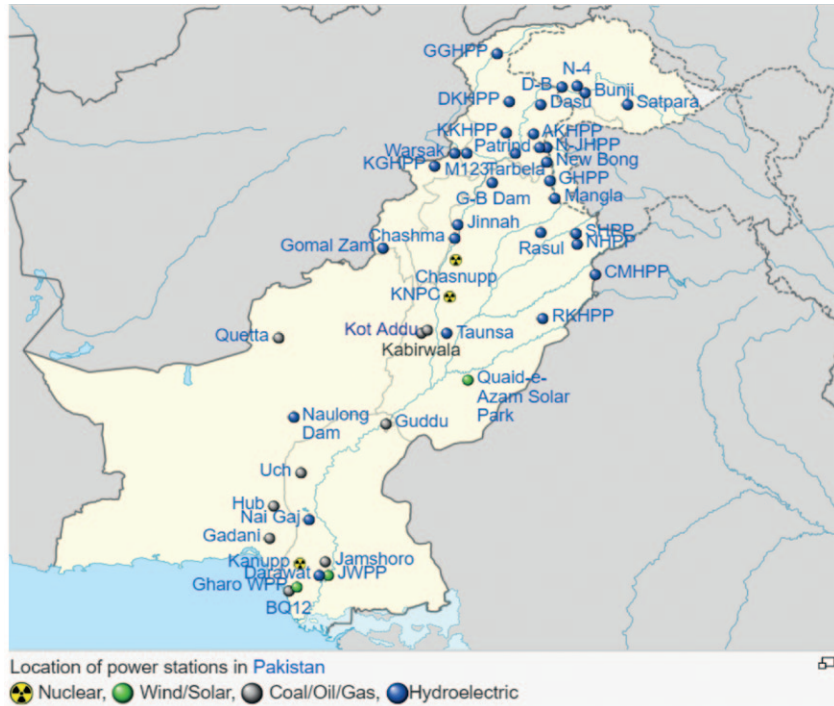 GGHPP
N-4
D-B
Bunji
DKHPP
Dasu
Satpara
KKHPP
AKHPP
Warsak
Patrind
N-JHPP
KGHPP
M123
Tarbela
New Bong
GHPP
G-B Dam
Mangla
Jinnah
Chashma
SHPP
Gomal Zam
Rasul
NHPP
Chasnupp
CMHPP
KNPC
RKHPP
Quetta
Kot Addu
Taunsa
Kabirwala
Quaid-e-
Azam Solar
Park
Naulong
Dam
Guddu
Uch
Hub
Nai Gaj
Gadani
Kanupp
Jamshoro
Darawat
JWPP
Gharo WPP
BQ12
Location of power stations in Pakistan
Nuclear, Wind/Solar, Coal/Oil/Gas, Hydroelectric